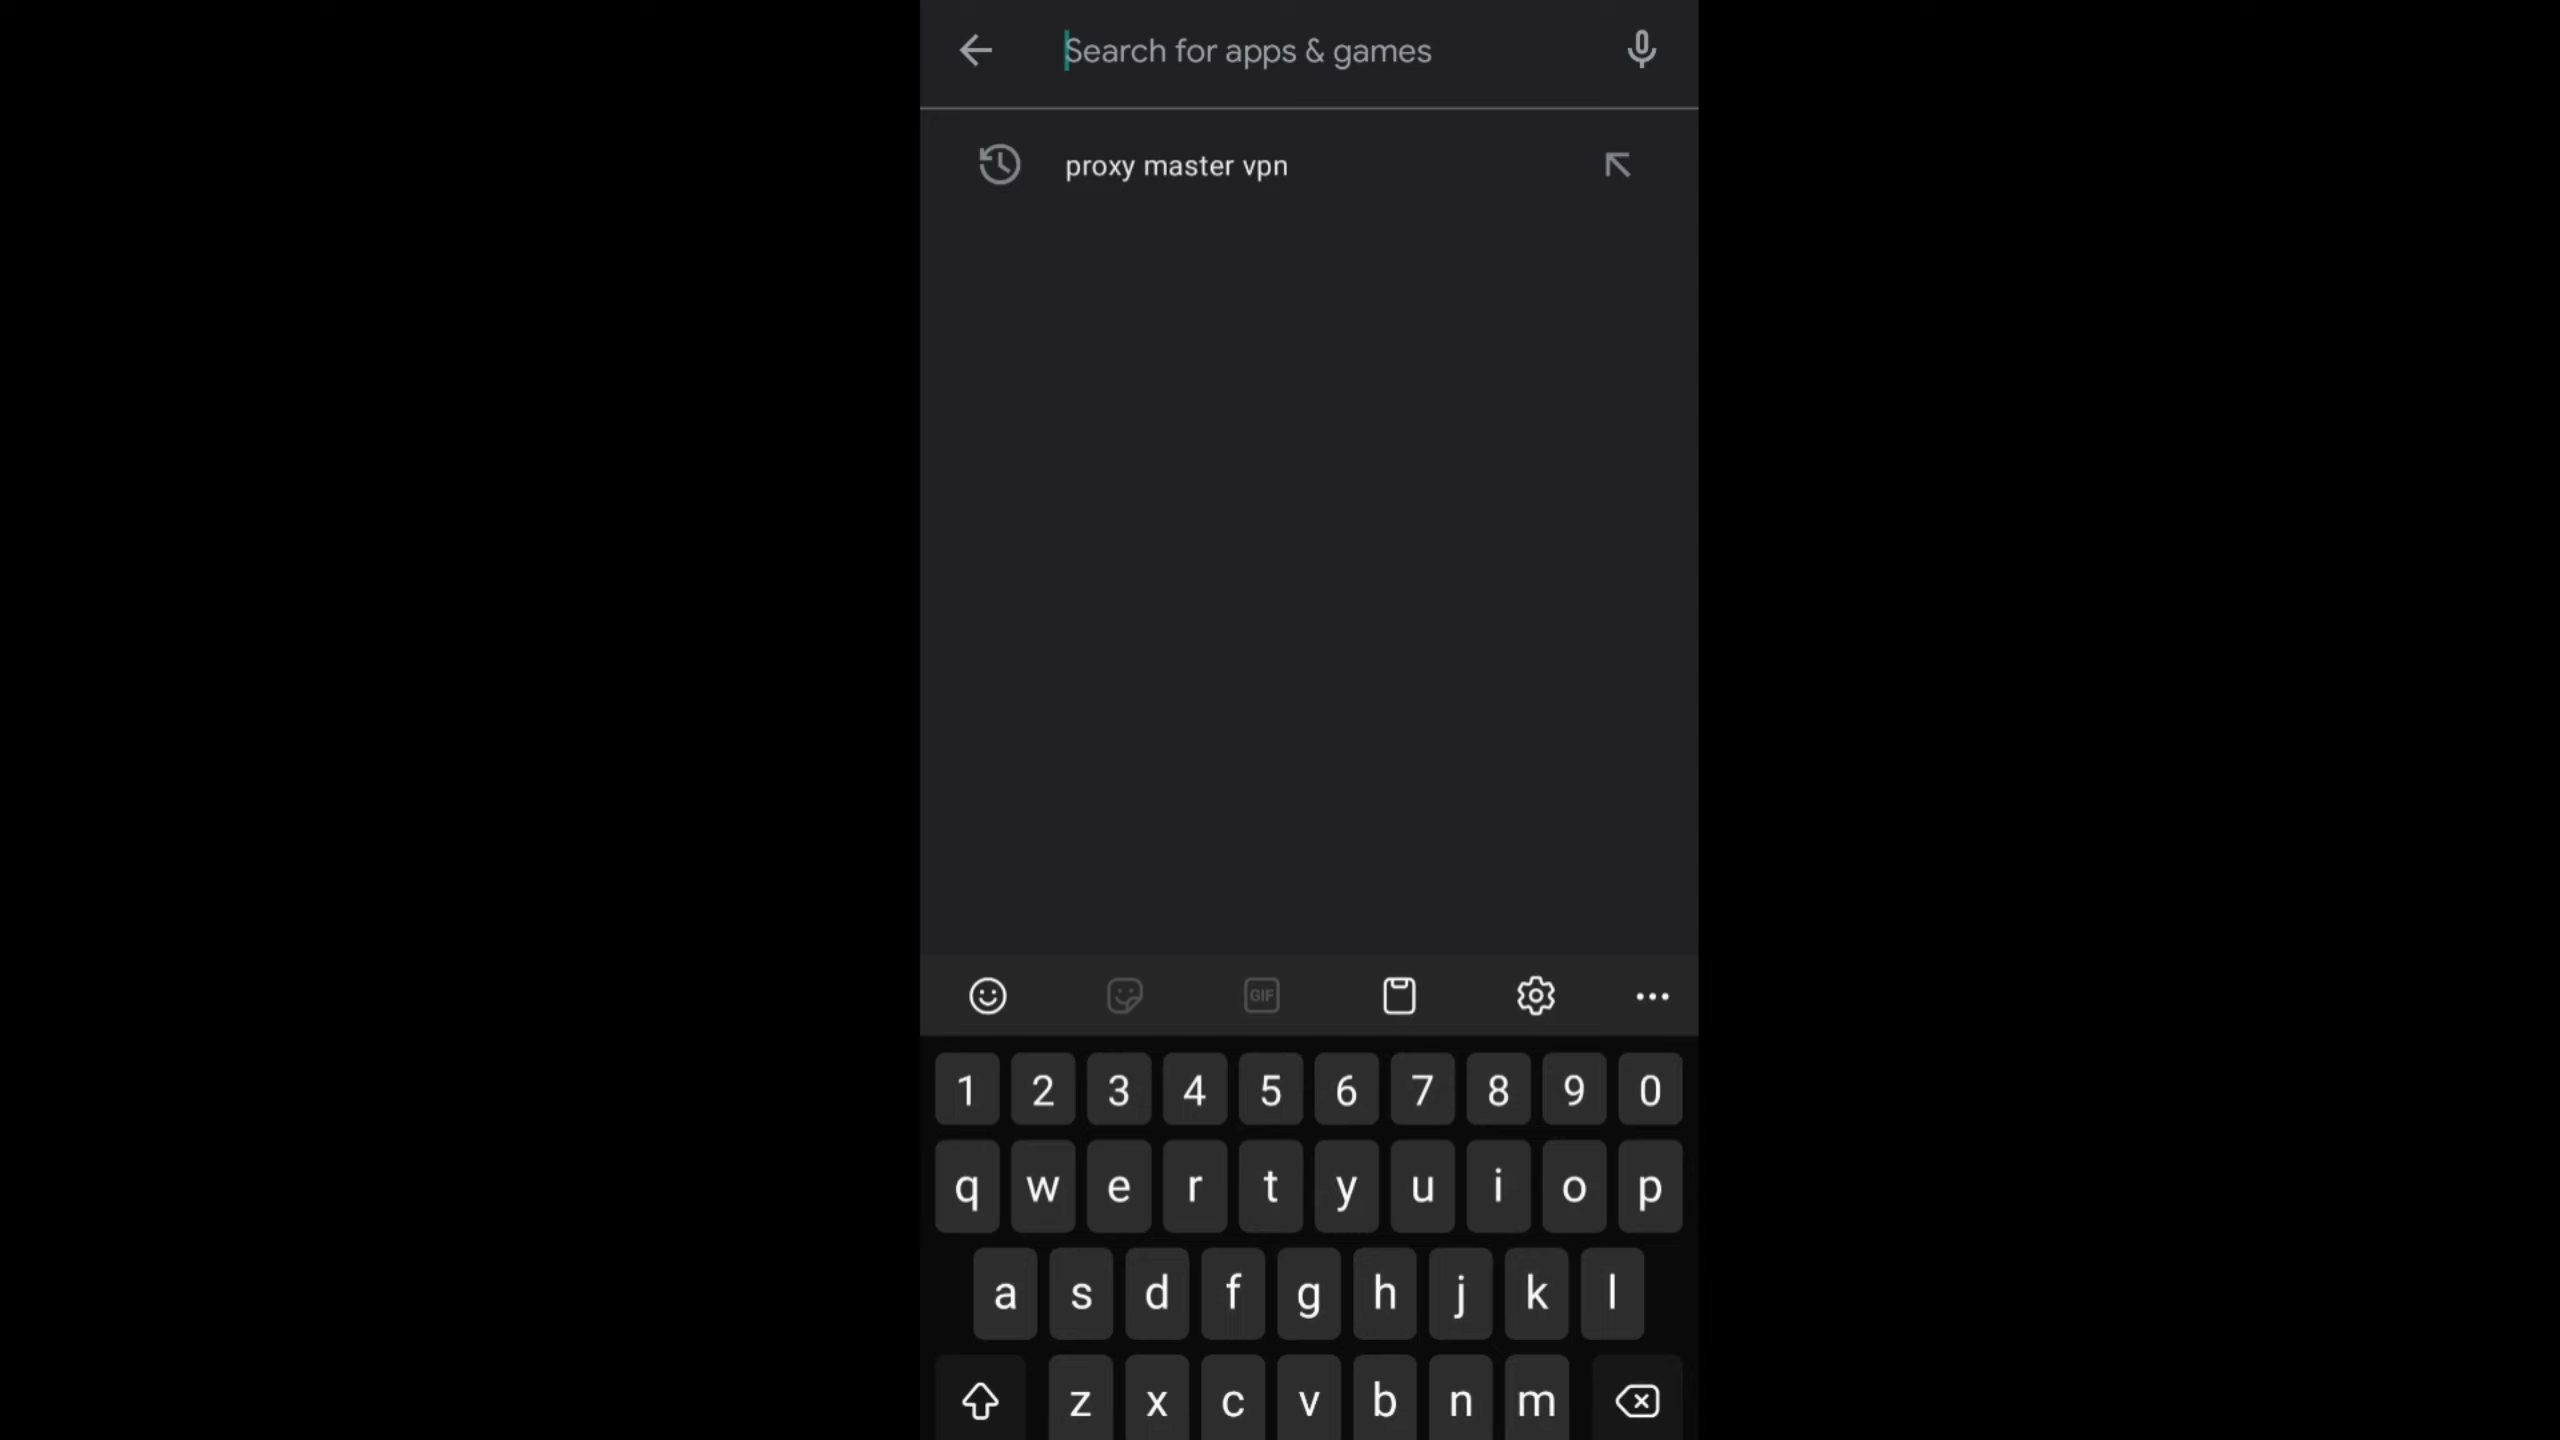 Search for apps & games
proxy master vpn
GIF
1 2 3 4 5 6 7 8 9 0
q w e r t y u i o p
a s d f g h j k l
z x c v b n m